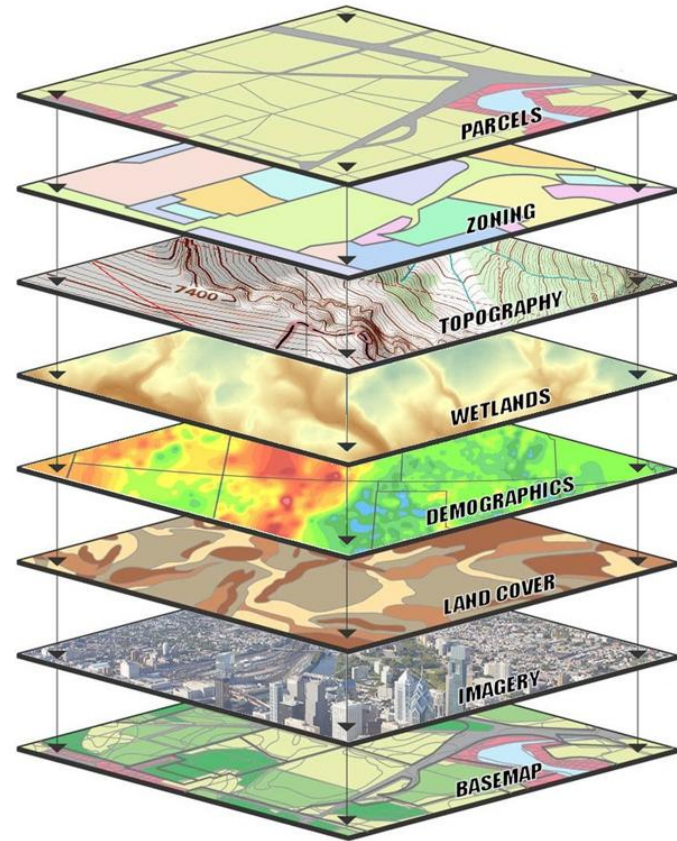 PARCELS
ZONING
7400
TOPOGRAPHY
WETLANDS
DEMOGRAPHICS
LAND COVER
IMAGERY
BASEMAP